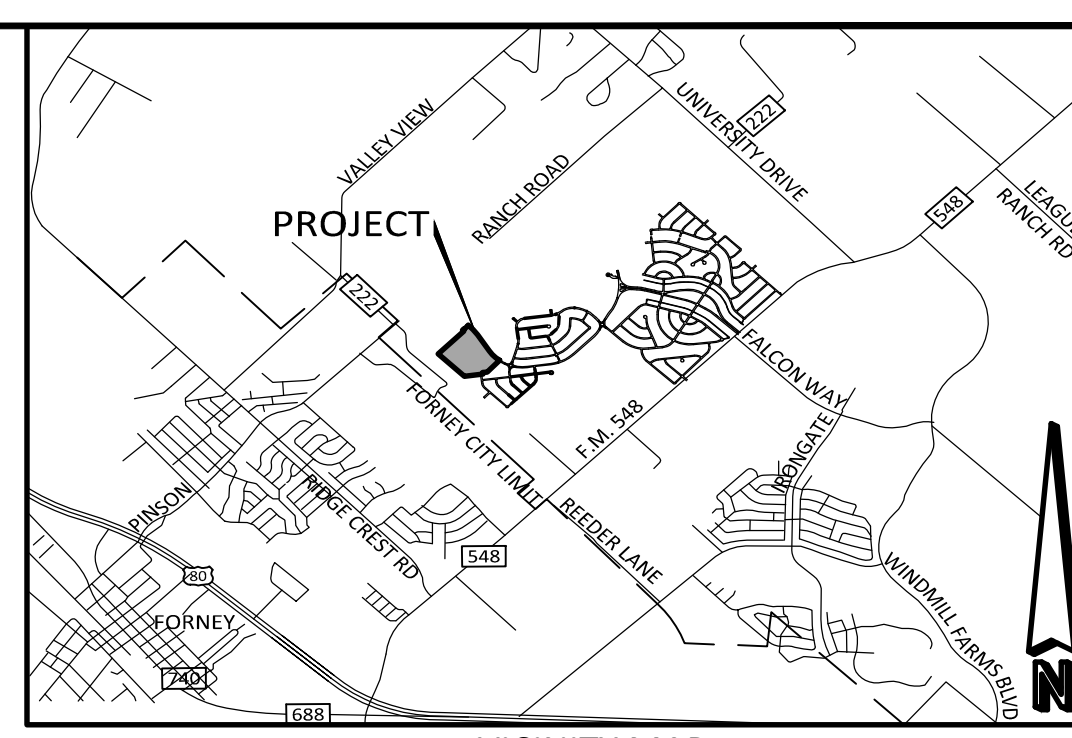 UNIVERSITY DRIVE
222
VALLEY VIEW
RANCH ROAD
LEAGUE
RANCH RD
548
PROJECT
222
FALCON WAY
FORNEY CITY LIMIT
F.M. 548
IRONGATE
PINSON
RIDGE CREST RD
REEDER LANE
548
80
WINDMILL FARMS BLVD
FORNEY
740
688
N